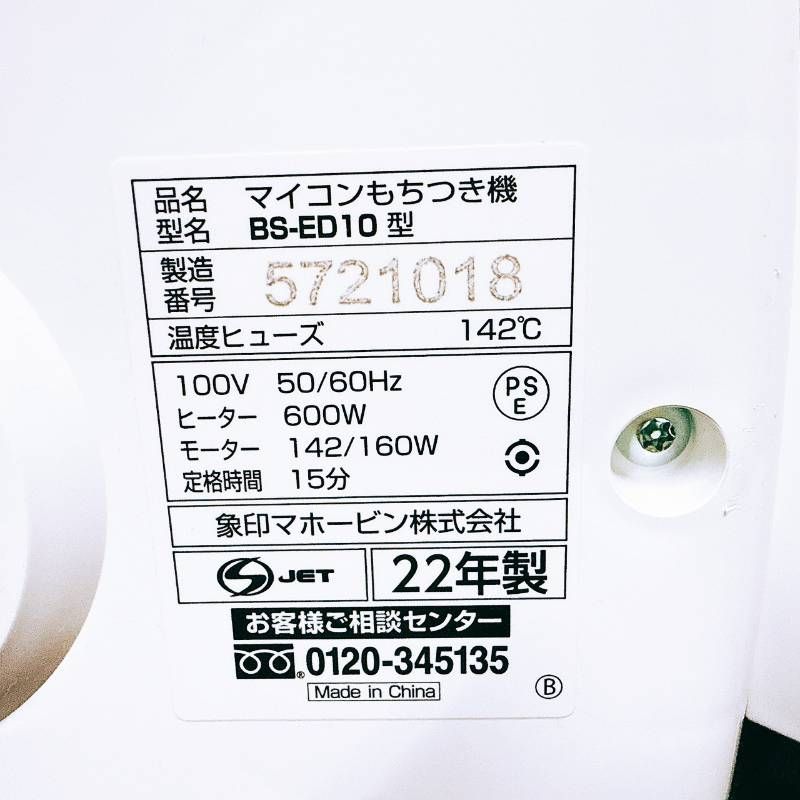 品名 マイコンもちつき機
型名 BS-ED10 型
製造番号 5721018
温度ヒューズ 142℃
100V 50/60Hz
ヒーター 600W
モーター 142/160W
定格時間 15分
PSE
象印マホービン株式会社
JET 22年製
お客様ご相談センター
0120-345135
Made in China Ⓑ